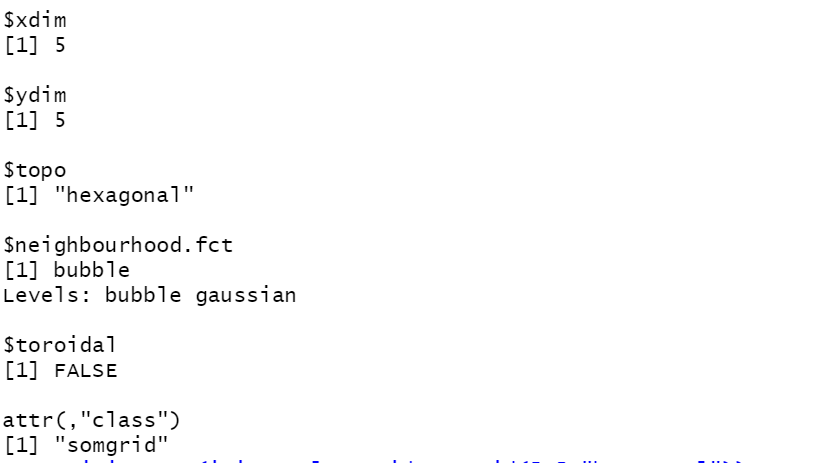 $xdim
[1] 5
$ydim
[1] 5
$topo
[1] "hexagonal"
$neighbourhood.fct
[1] bubble
Levels: bubble gaussian
$toroidal
[1] FALSE
attr(,"class")
[1] "somgrid"